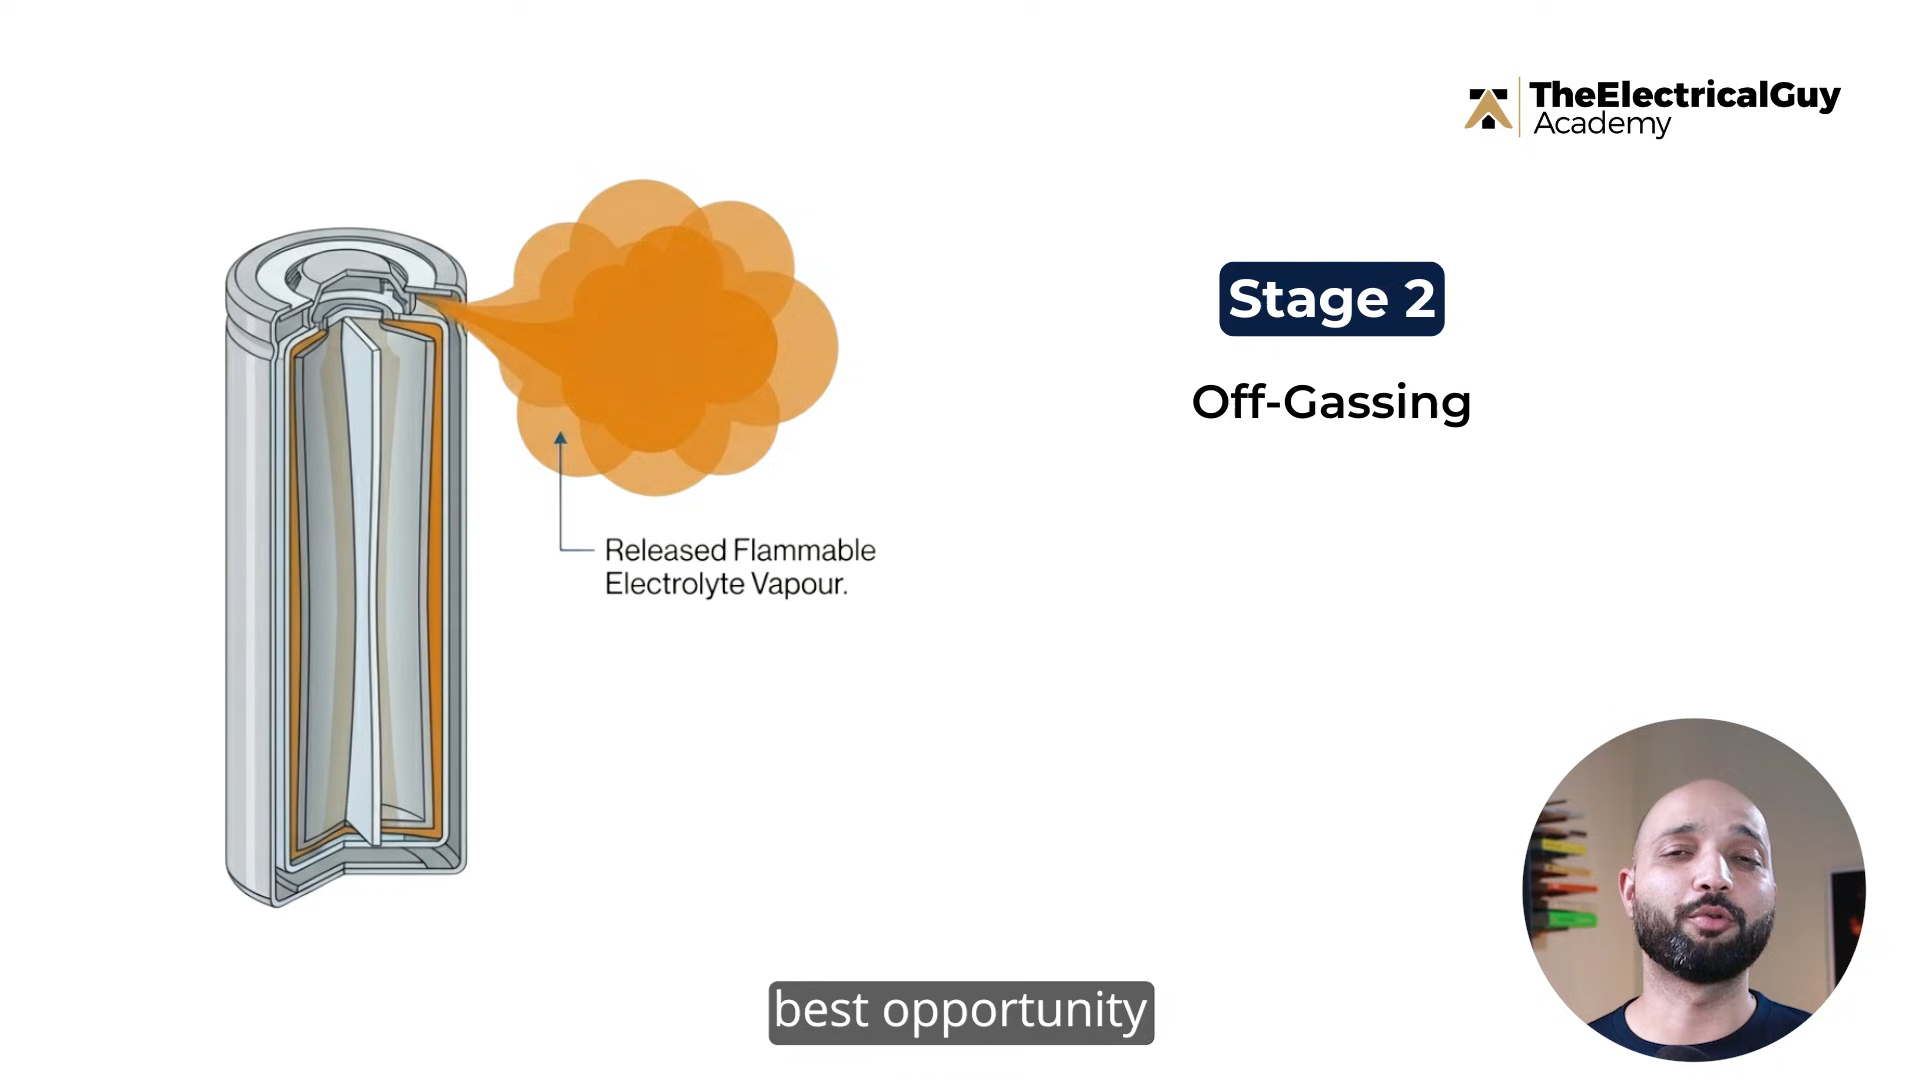 TheElectricalGuy
Academy
Stage 2
Off-Gassing
Released Flammable
Electrolyte Vapour.
best opportunity